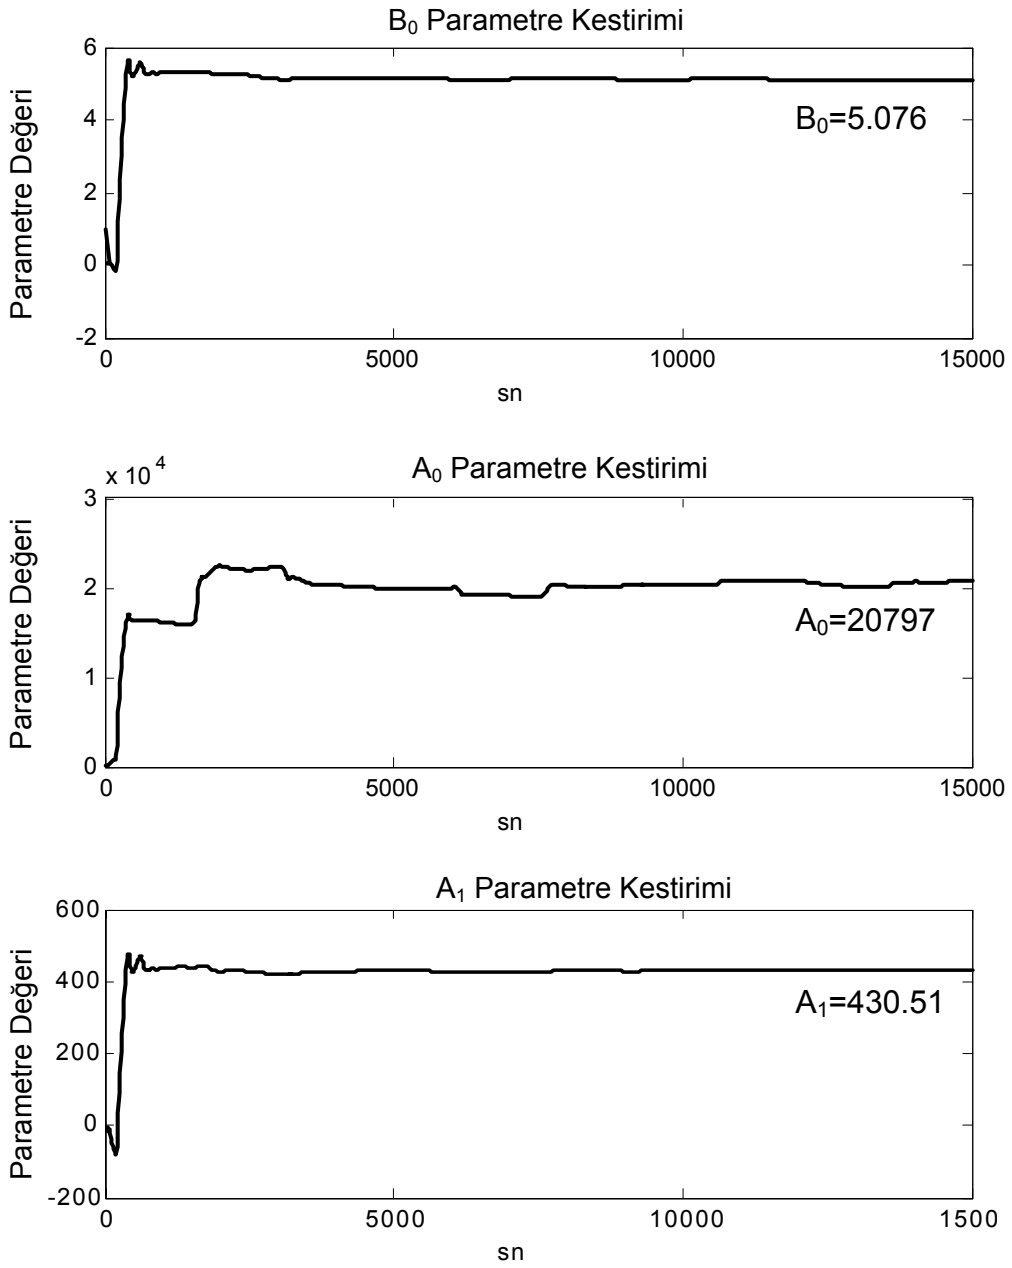 B₀ Parametre Kestirimi
Parametre Değeri
6
4
2
0
-2
0 5000 10000 15000
sn
B₀=5.076
A₀ Parametre Kestirimi
x 10⁴
Parametre Değeri
3
2
1
0
0 5000 10000 15000
sn
A₀=20797
A₁ Parametre Kestirimi
Parametre Değeri
600
400
200
0
-200
0 5000 10000 1500
sn
A₁=430.51